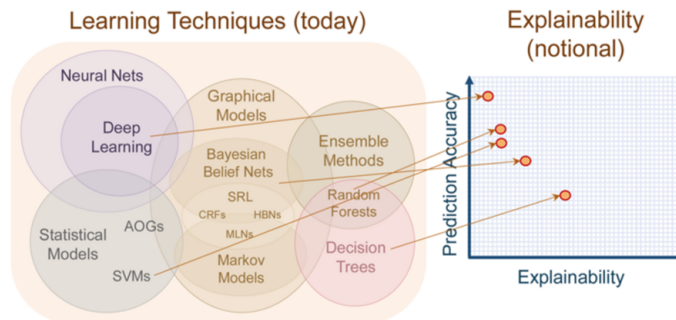 Learning Techniques (today)
Neural Nets
Deep
Learning
Graphical
Models
Bayesian
Belief Nets
SRL
CRFs
HBNs
MLNs
Markov
Models
Ensemble
Methods
Random
Forests
Decision
Trees
Statistical
Models
AOGs
SVMs
Explainability
(notional)
Prediction Accuracy
Explainability